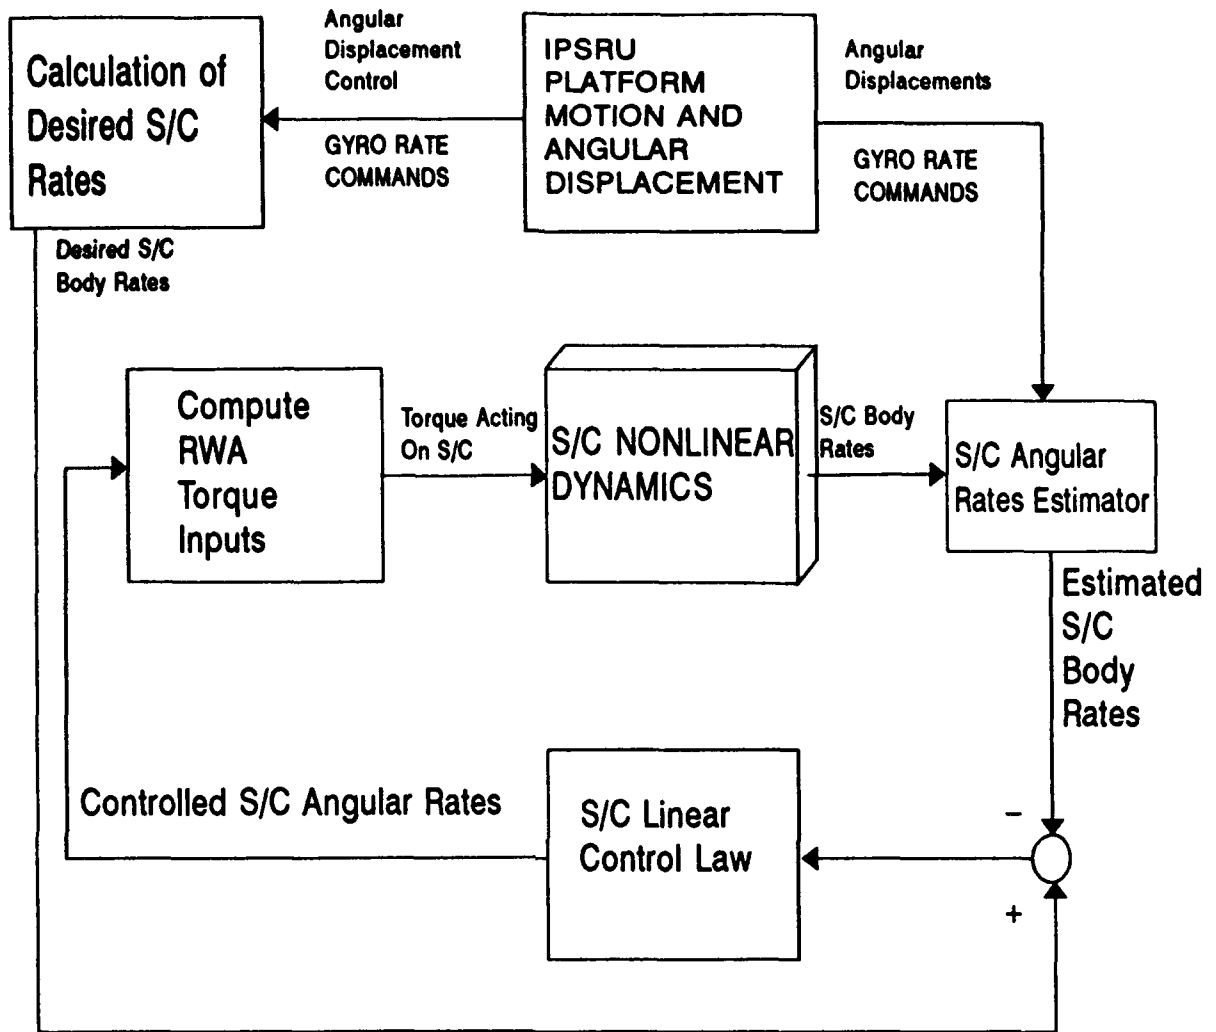 Calculation of
Desired S/C
Rates
Angular
Displacement
Control
GYRO RATE
COMMANDS
IPSRU
PLATFORM
MOTION AND
ANGULAR
DISPLACEMENT
Angular
Displacements
GYRO RATE
COMMANDS
Desired S/C
Body Rates
Compute
RWA
Torque
Inputs
Torque Acting
On S/C
S/C NONLINEAR
DYNAMICS
S/C Body
Rates
S/C Angular
Rates Estimator
Estimated
S/C
Body
Rates
Controlled S/C Angular Rates
S/C Linear
Control Law
−
+